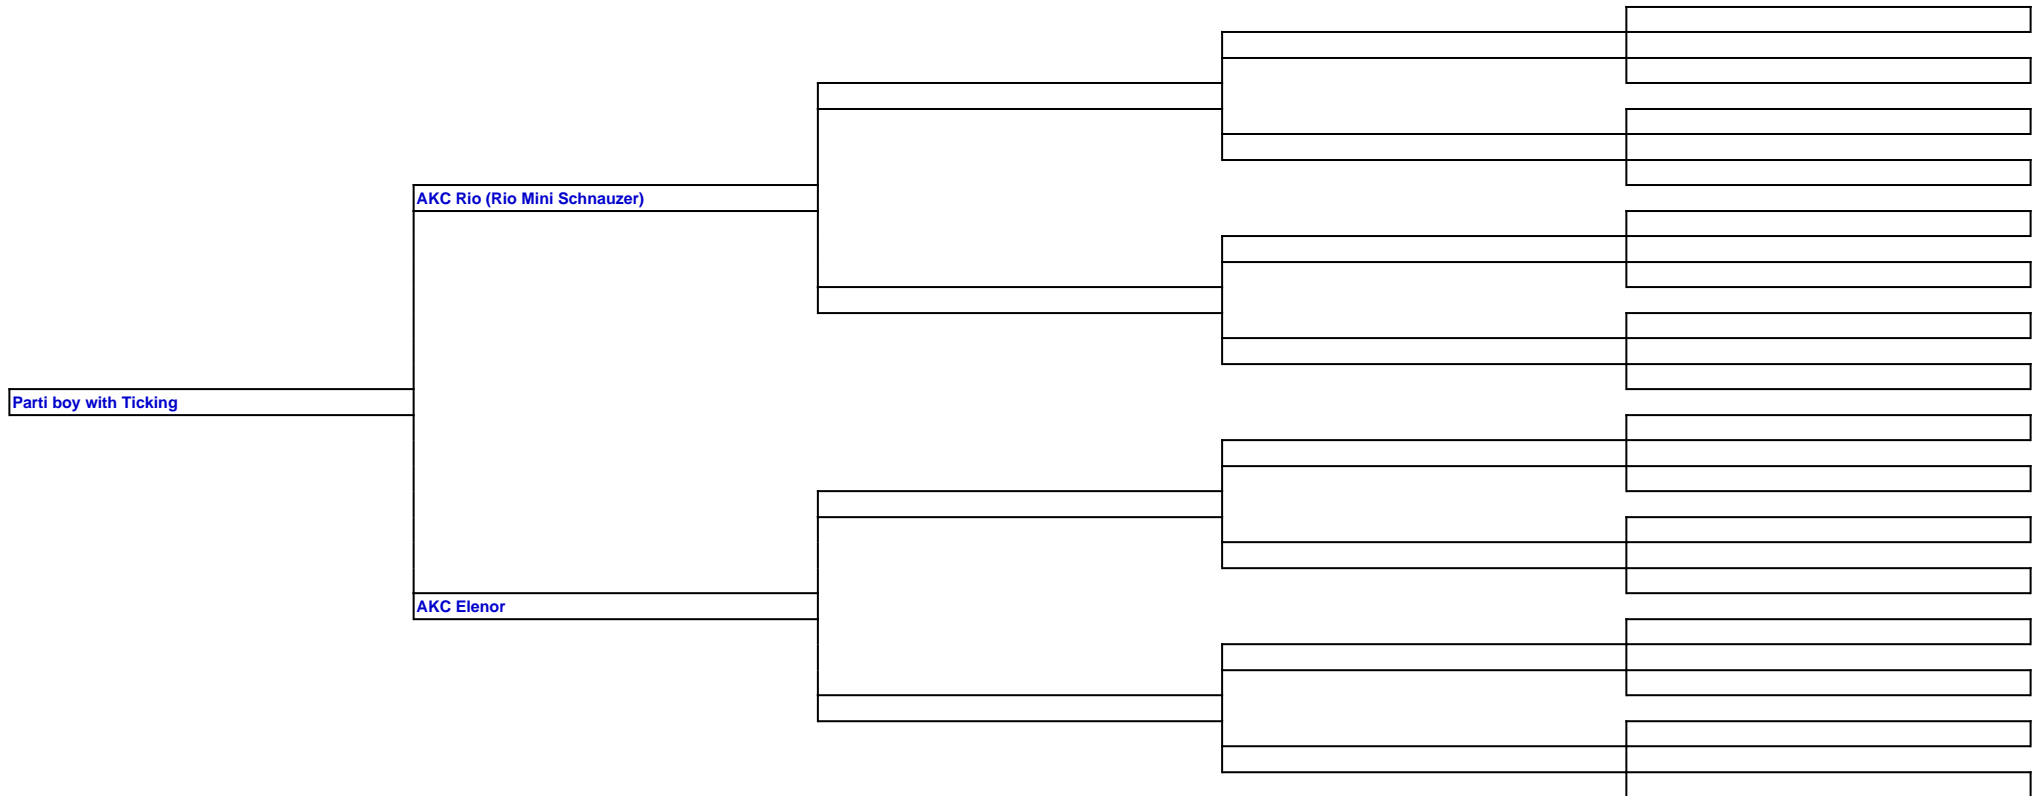 AKC Rio (Rio Mini Schnauzer)
Parti boy with Ticking
AKC Elenor